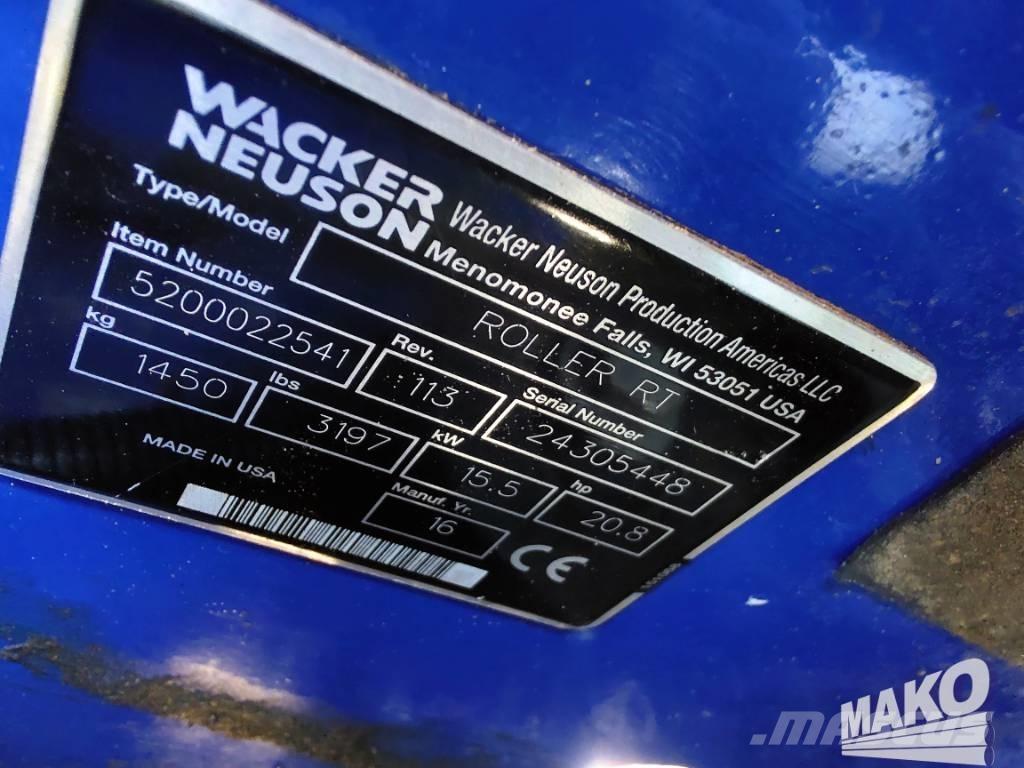 WACKER
NEUSON
Wacker Neuson Production Americas LLC
Menomonee Falls, WI 53051 USA
Type/Model
ROLLER RT
Item Number
Rev.
Serial Number
5200022541
113
24305448
kg
lbs
kW
hp
1450
3197
15.5
20.8
MADE IN USA
Manuf. Yr.
16
CE
MAKO
MASCUS